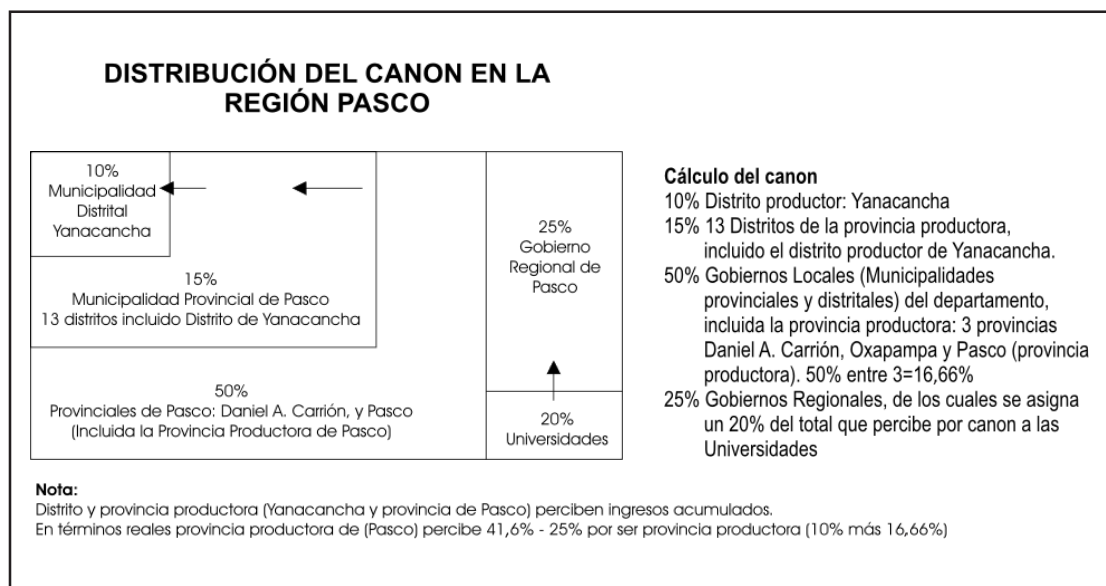 DISTRIBUCIÓN DEL CANON EN LA
REGIÓN PASCO
10%
Municipalidad
Distrital
Yanacancha
15%
Municipalidad Provincial de Pasco
13 distritos incluido Distrito de Yanacancha
50%
Provinciales de Pasco: Daniel A. Carrión, y Pasco
(Incluida la Provincia Productora de Pasco)
25%
Gobierno
Regional de
Pasco
20%
Universidades
Cálculo del canon
10% Distrito productor: Yanacancha
15% 13 Distritos de la provincia productora,
incluido el distrito productor de Yanacancha.
50% Gobiernos Locales (Municipalidades
provinciales y distritales) del departamento,
incluida la provincia productora: 3 provincias
Daniel A. Carrión, Oxapampa y Pasco (provincia
productora). 50% entre 3=16,66%
25% Gobiernos Regionales, de los cuales se asigna
un 20% del total que percibe por canon a las
Universidades
Nota:
Distrito y provincia productora (Yanacancha y provincia de Pasco) perciben ingresos acumulados.
En términos reales provincia productora de (Pasco) percibe 41,6% - 25% por ser provincia productora (10% más 16,66%)